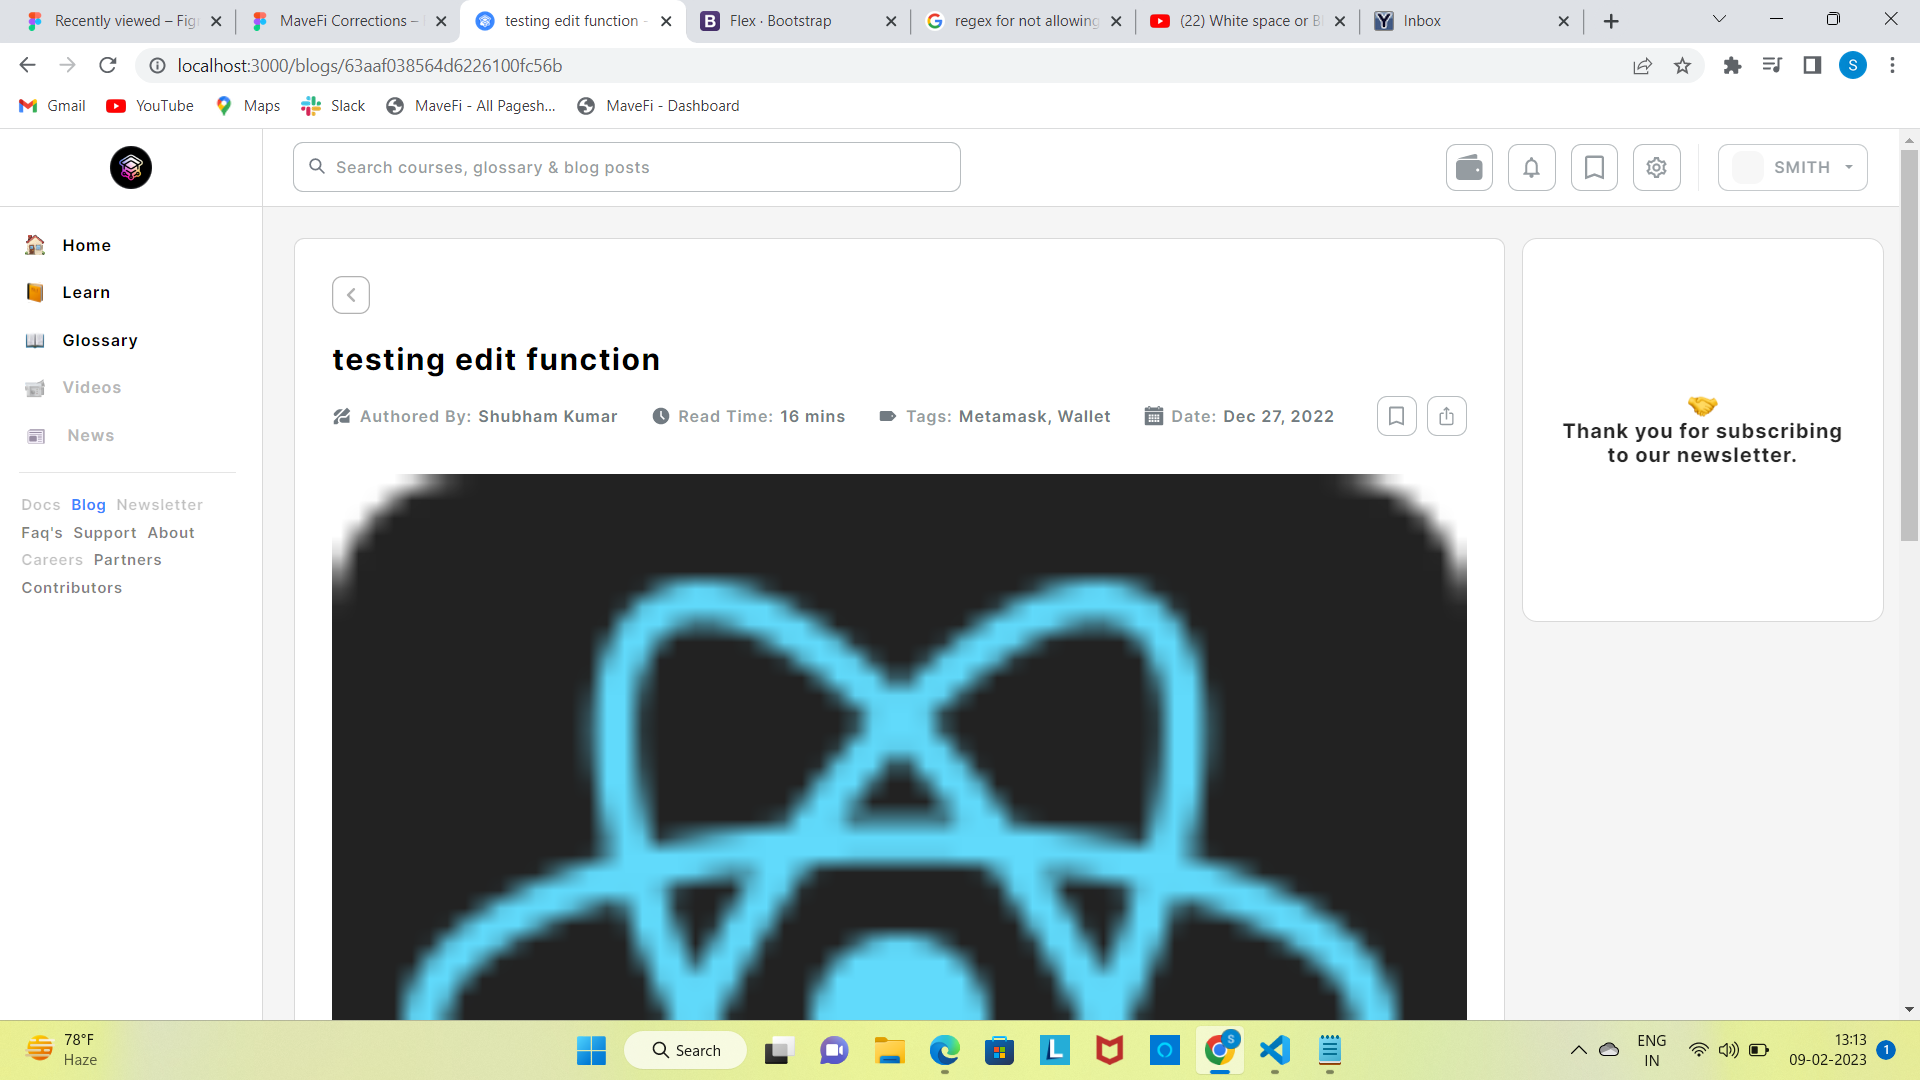 Recently viewed – Fig
MaveFi Corrections –
testing edit function -
Flex · Bootstrap
regex for not allowing
(22) White space or Bl
Inbox
localhost:3000/blogs/63aaf038564d6226100fc56b
S
Gmail
YouTube
Maps
Slack
MaveFi - All Pagesh...
MaveFi - Dashboard
Search courses, glossary & blog posts
SMITH
Home
Learn
Glossary
Videos
News
Docs Blog Newsletter
Faq's Support About
Careers Partners
Contributors
testing edit function
Authored By: Shubham Kumar
Read Time: 16 mins
Tags: Metamask, Wallet
Date: Dec 27, 2022
Thank you for subscribing
to our newsletter.
78°F
Haze
Search
L
S
ENG
IN
13:13
09-02-2023
1